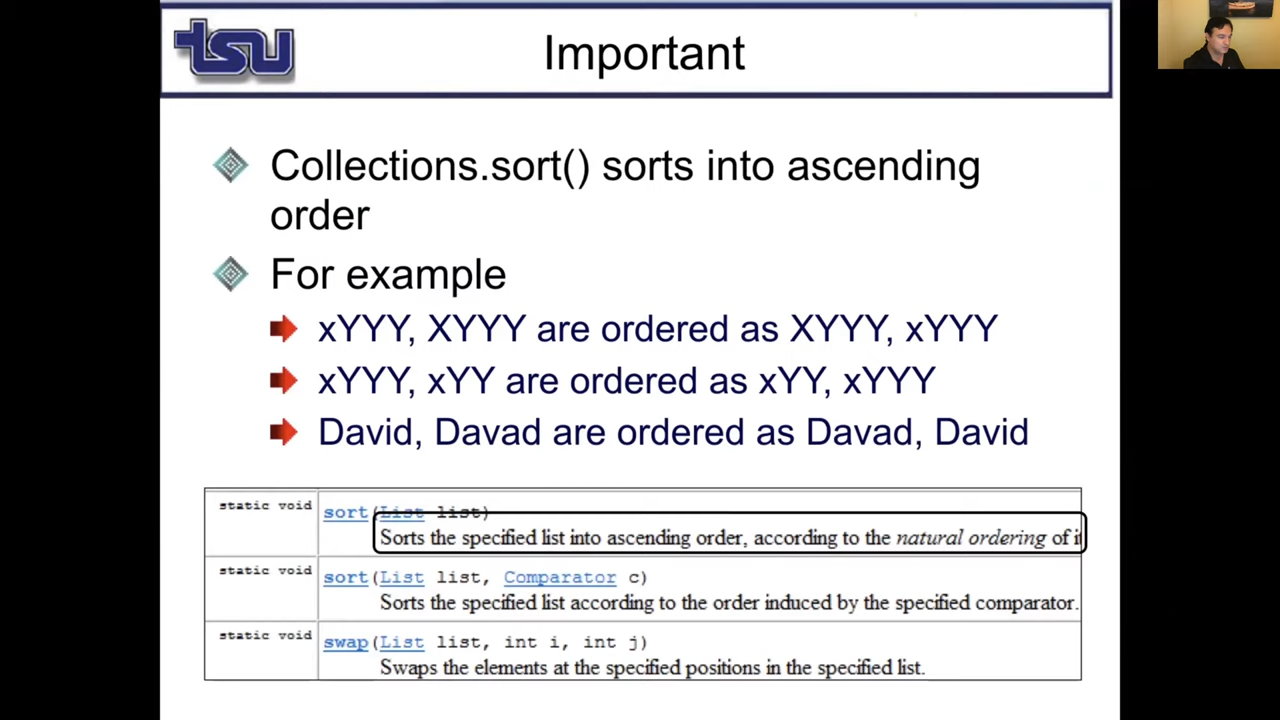 tsu
Important
Collections.sort() sorts into ascending
order
For example
xYYY, XYYY are ordered as XYYY, xYYY
xYYY, xYY are ordered as xYY, xYYY
David, Davad are ordered as Davad, David
static void sort(List list)
Sorts the specified list into ascending order, according to the natural ordering of
static void sort(List list, Comparator c)
Sorts the specified list according to the order induced by the specified comparator.
static void swap(List list, int i, int j)
Swaps the elements at the specified positions in the specified list.